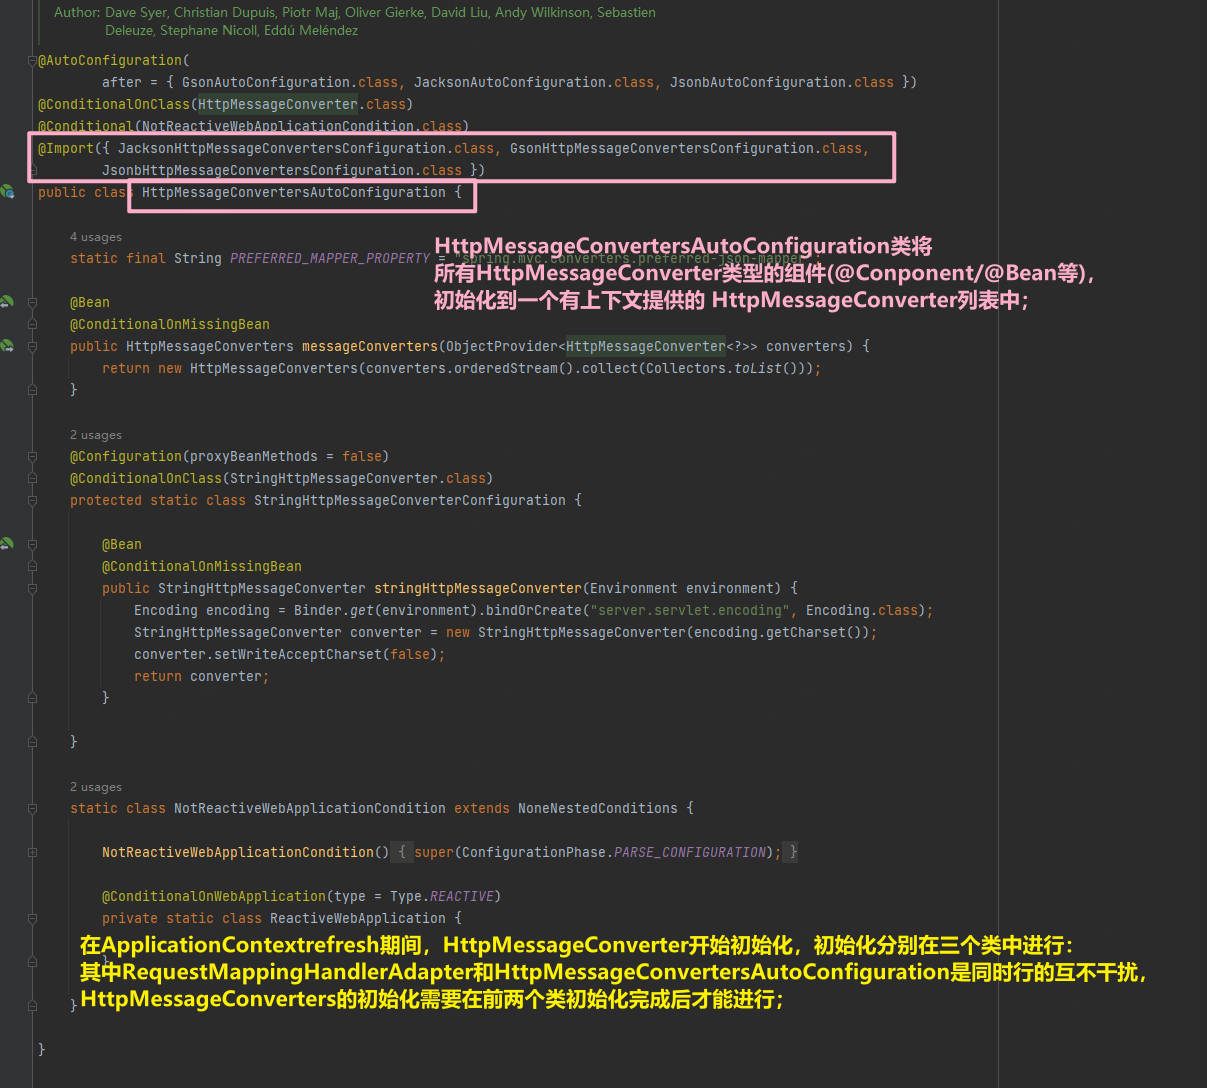 Author: Dave Syer, Christian Dupuis, Piotr Maj, Oliver Gierke, David Liu, Andy Wilkinson, Sebastien
Deleuze, Stephane Nicoll, Eddú Meléndez
@AutoConfiguration(
after = { GsonAutoConfiguration.class, JacksonAutoConfiguration.class, JsonbAutoConfiguration.class })
@ConditionalOnClass(HttpMessageConverter.class)
@Conditional(NotReactiveWebApplicationCondition.class)
@Import({ JacksonHttpMessageConvertersConfiguration.class, GsonHttpMessageConvertersConfiguration.class,
JsonbHttpMessageConvertersConfiguration.class })
public class HttpMessageConvertersAutoConfiguration {
4 usages
HttpMessageConvertersAutoConfiguration类将
static final String PREFERRED_MAPPER_PROPERTY = "spring.mvc.converters.preferred-json-mapper";
所有HttpMessageConverter类型的组件(@Conponent/@Bean等)，
初始化到一个有上下文提供的 HttpMessageConverter列表中；
@Bean
@ConditionalOnMissingBean
public HttpMessageConverters messageConverters(ObjectProvider<HttpMessageConverter<?>> converters) {
return new HttpMessageConverters(converters.orderedStream().collect(Collectors.toList()));
}
2 usages
@Configuration(proxyBeanMethods = false)
@ConditionalOnClass(StringHttpMessageConverter.class)
protected static class StringHttpMessageConverterConfiguration {
@Bean
@ConditionalOnMissingBean
public StringHttpMessageConverter stringHttpMessageConverter(Environment environment) {
Encoding encoding = Binder.get(environment).bindOrCreate("server.servlet.encoding", Encoding.class);
StringHttpMessageConverter converter = new StringHttpMessageConverter(encoding.getCharset());
converter.setWriteAcceptCharset(false);
return converter;
}
}
2 usages
static class NotReactiveWebApplicationCondition extends NoneNestedConditions {
NotReactiveWebApplicationCondition() { super(ConfigurationPhase.PARSE_CONFIGURATION); }
@ConditionalOnWebApplication(type = Type.REACTIVE)
private static class ReactiveWebApplication {
在ApplicationContextrefresh期间，HttpMessageConverter开始初始化，初始化分别在三个类中进行：
}
其中RequestMappingHandlerAdapter和HttpMessageConvertersAutoConfiguration是同时行的互不干扰，
HttpMessageConverters的初始化需要在前两个类初始化完成后才能进行；
}
}